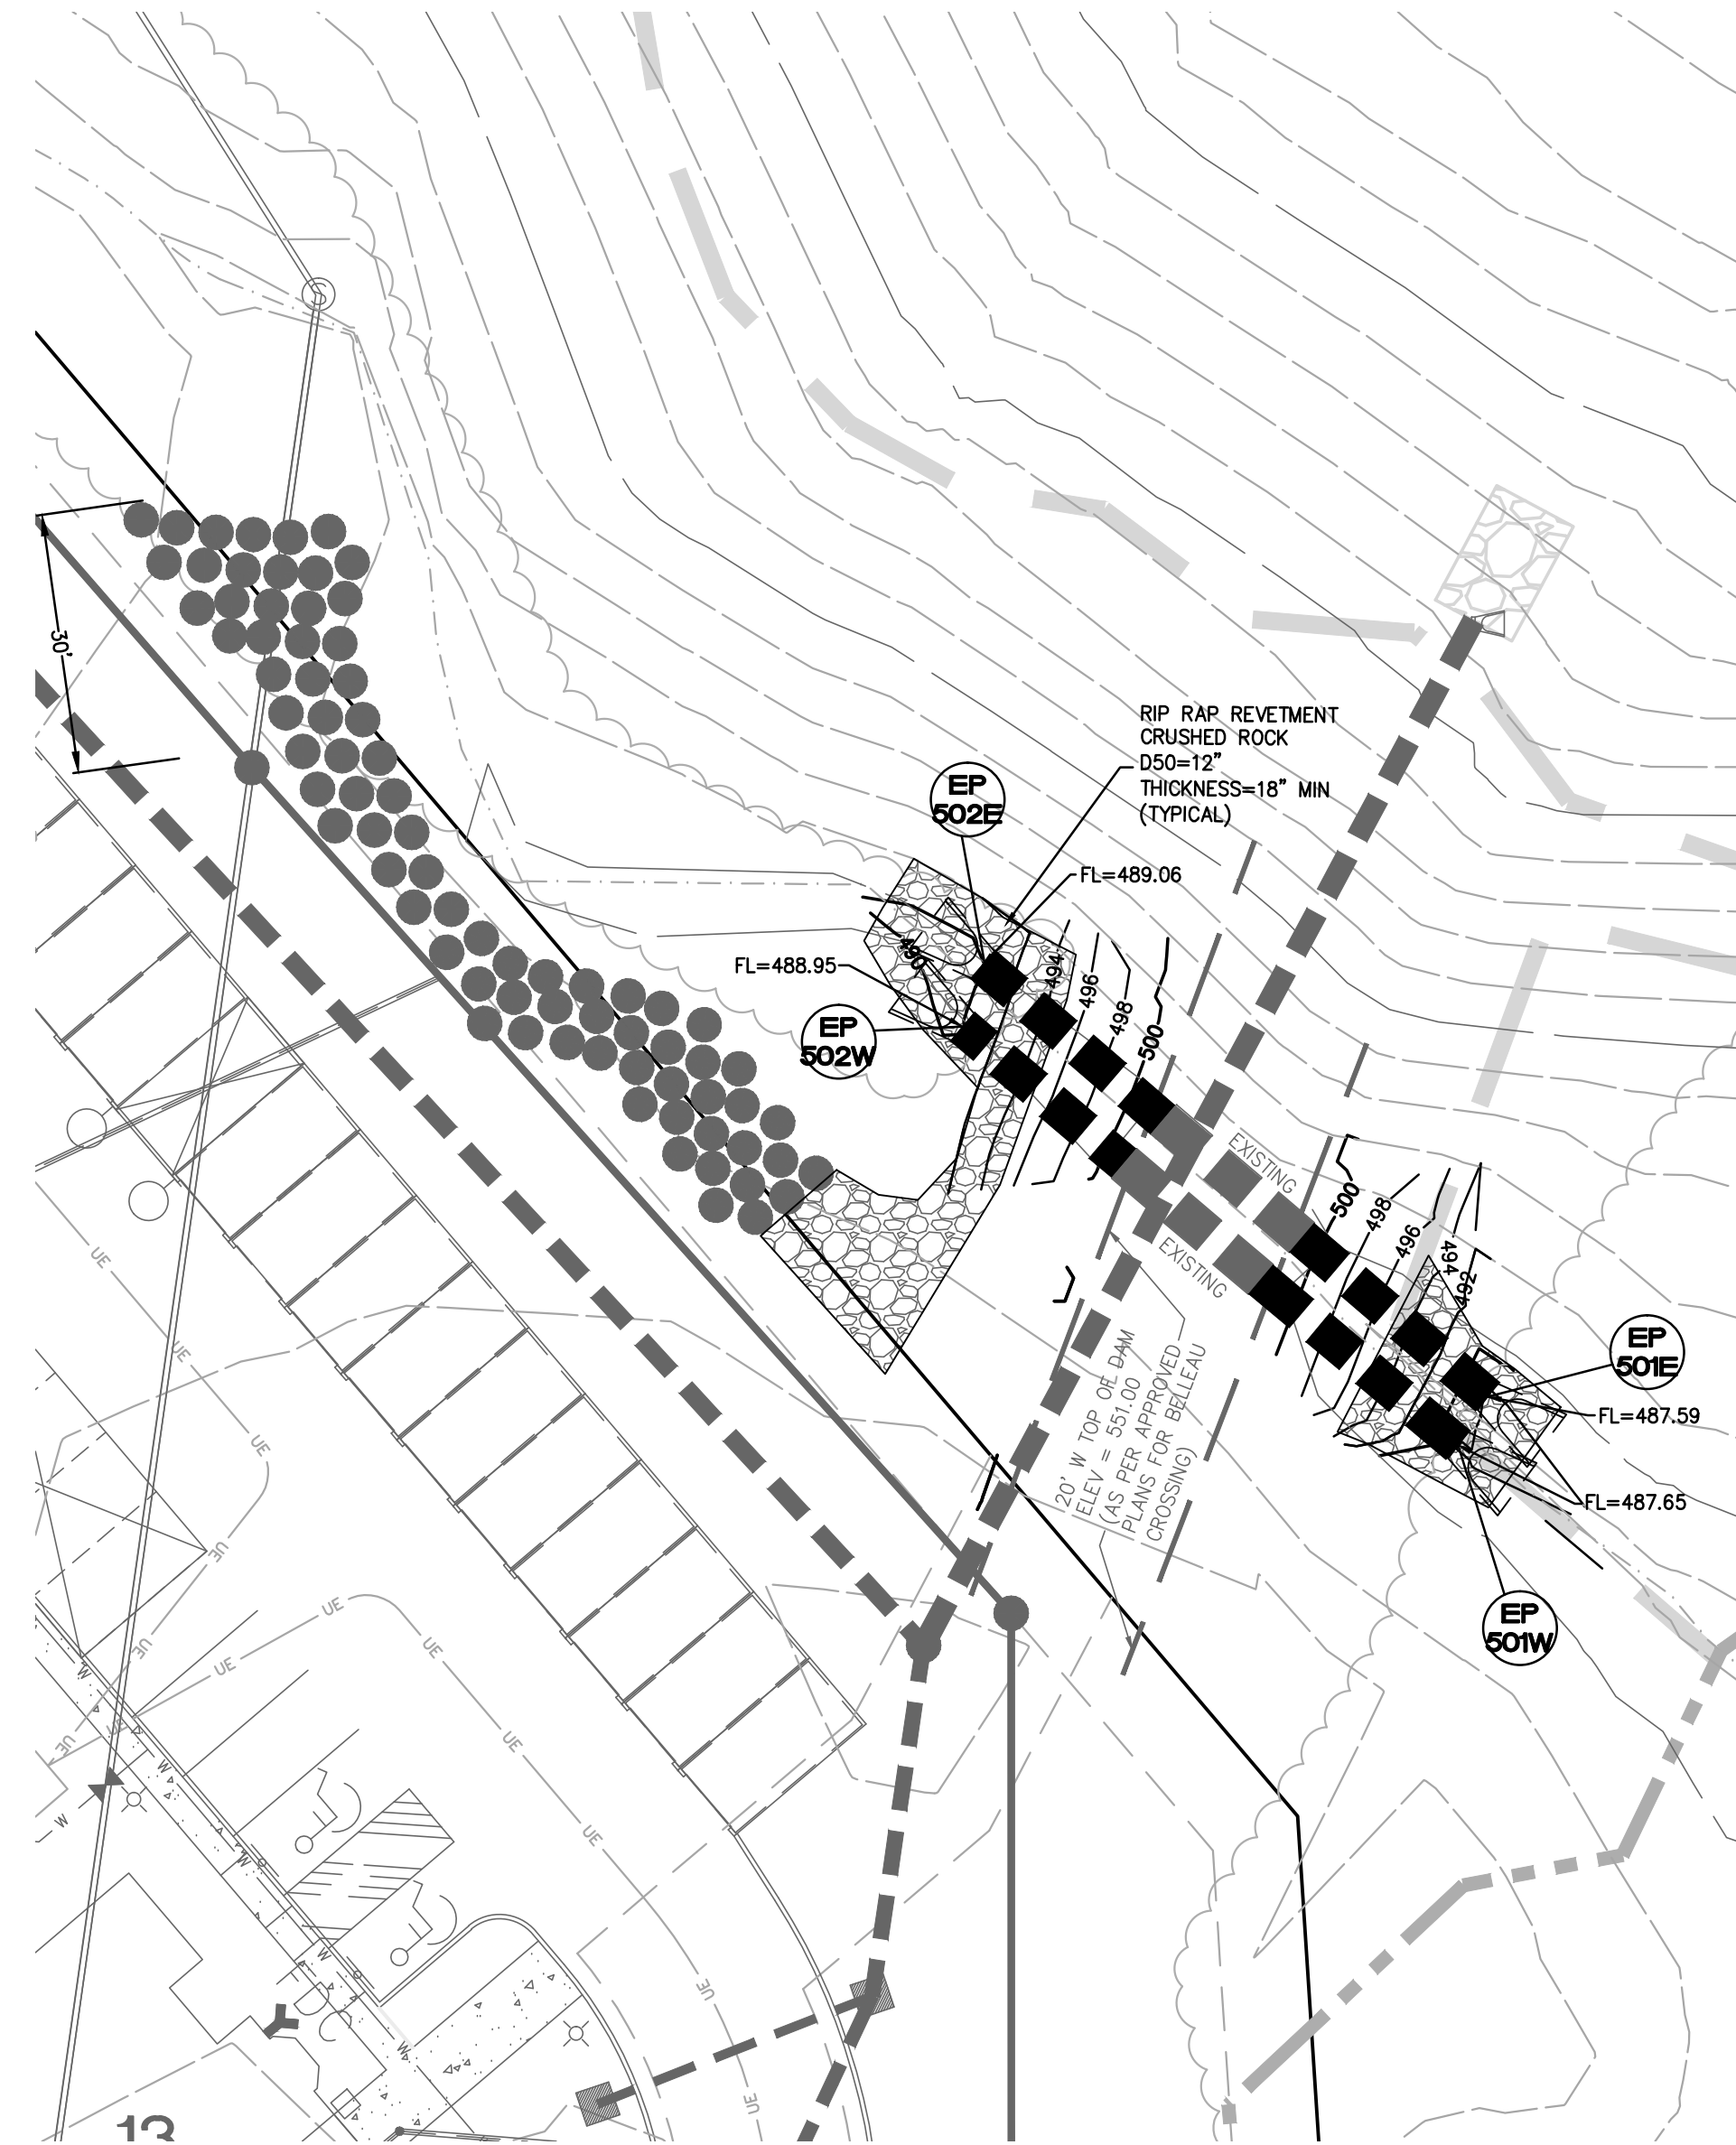 30'
RIP RAP REVETMENT
CRUSHED ROCK
D50=12"
THICKNESS=18" MIN
(TYPICAL)
EP
502E
FL=489.06
FL=488.95
EP
502W
490
494
496
498
500
EXISTING
EXISTING
500
498
496
494
492
EP
501E
FL=487.59
FL=487.65
EP
501W
20' W TOP OF DAM
ELEV = 551.00
(AS PER APPROVED
PLANS FOR BELLEAU
CROSSING)
S
UE
UE
UE
UE
UE
UE
UE
UE
UE
UE
UE
UE
W
W
W
W
W
W
13